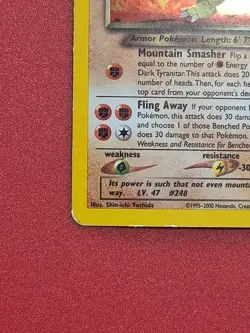 Armor Pokémon. Length: 6' 7
Mountain Smasher Flip a
equal to the number of Energy
Dark Tyranitar. This attack does 20
number of heads. Then, for each he
top card from your opponent's dec
Fling Away If your opponent
Pokémon, this attack does 30 dama
and choose 1 of those Benched Po
does 30 damage to that Pokémon.
Weakness and Resistance for Benche
weakness resistance
-30
Its power is such that not even mount
way. LV. 47 #248
Illus. Shin-ichi Yoshida ©1995-2000 Nintendo, Crea